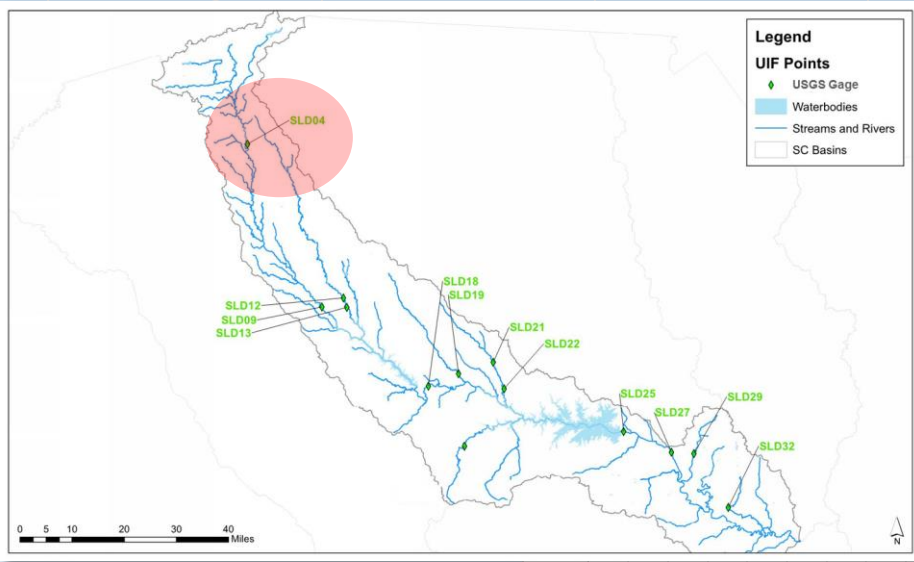 Legend
UIF Points
USGS Gage
Waterbodies
Streams and Rivers
SC Basins
SLD04
SLD18
SLD19
SLD12
SLD09
SLD13
SLD21
SLD22
SLD25
SLD27
SLD29
SLD32
0 5 10 20 30 40
Miles
N